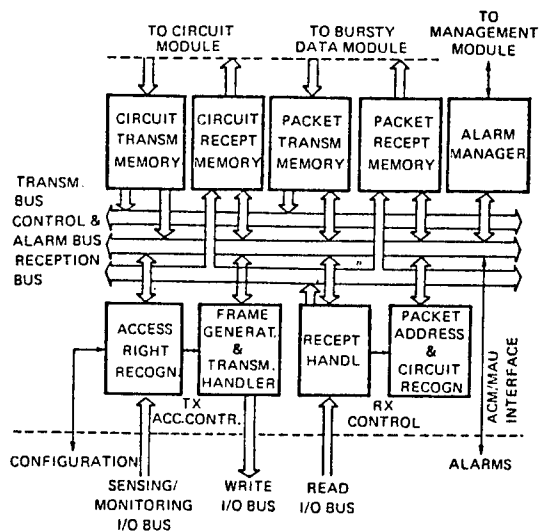 TO CIRCUIT
MODULE
TO BURSTY
DATA MODULE
TO
MANAGEMENT
MODULE
CIRCUIT
TRANSM
MEMORY
CIRCUIT
RECEPT
MEMORY
PACKET
TRANSM
MEMORY
PACKET
RECEPT
MEMORY
ALARM
MANAGER
TRANSM.
BUS
CONTROL &
ALARM BUS
RECEPTION
BUS
ACCESS
RIGHT
RECOGN.
FRAME
GENERAT.
&
TRANSM.
HANDLER
RECEPT
HANDL
PACKET
ADDRESS
&
CIRCUIT
RECOGN
TX
ACC.CONTR.
RX
CONTROL
ACM/MAU
INTERFACE
CONFIGURATION
SENSING/
MONITORING
I/O BUS
WRITE
I/O BUS
READ
I/O BUS
ALARMS